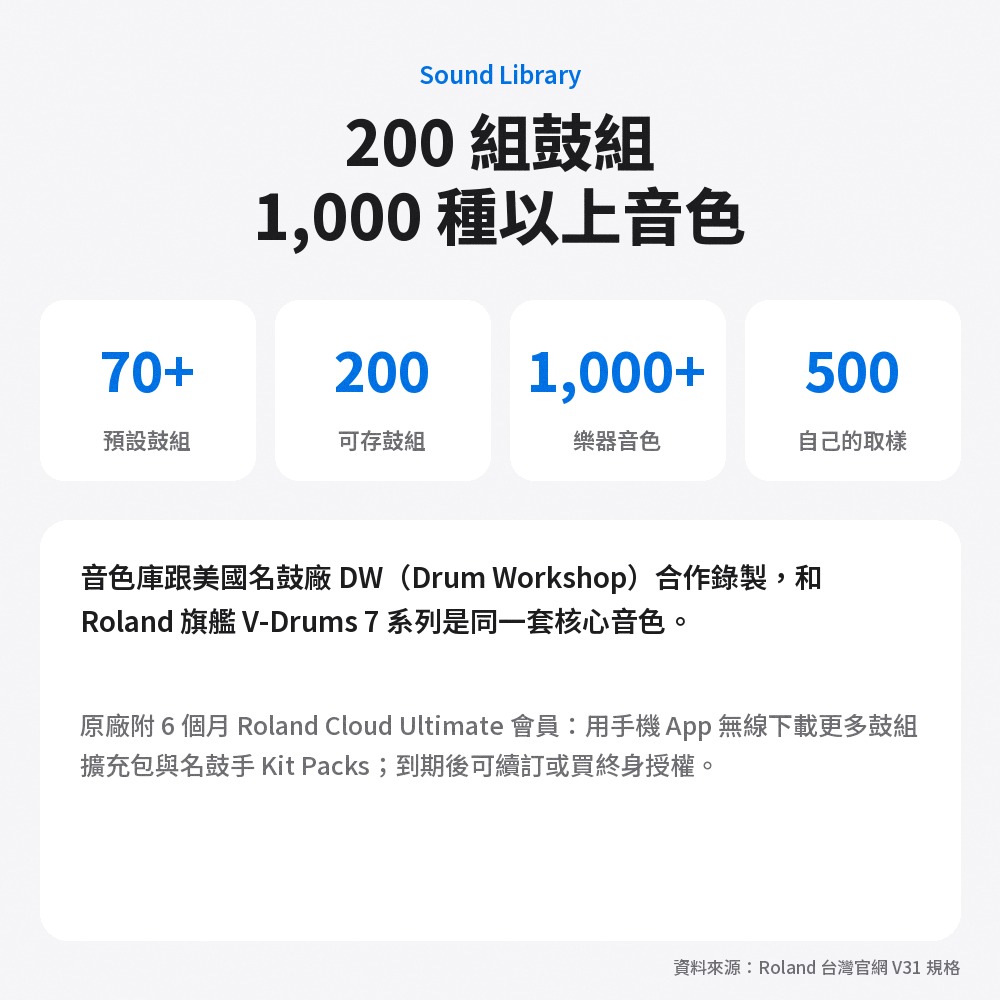 Sound Library
200 組鼓組
1,000 種以上音色
70+
預設鼓組
200
可存鼓組
1,000+
樂器音色
500
自己的取樣
音色庫跟美國名鼓廠 DW（Drum Workshop）合作錄製，和
Roland 旗艦 V-Drums 7 系列是同一套核心音色。
原廠附 6 個月 Roland Cloud Ultimate 會員：用手機 App 無線下載更多鼓組
擴充包與名鼓手 Kit Packs；到期後可續訂或買終身授權。
資料來源：Roland 台灣官網 V31 規格